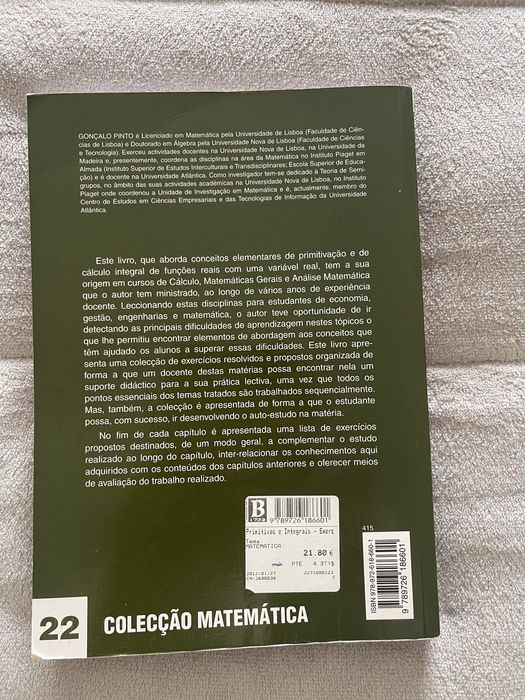 GONÇALO PINTO é Licenciado em Matemática pela Universidade de Lisboa (Faculdade de Ciên-
cias de Lisboa) e Doutorado em Álgebra pela Universidade Nova de Lisboa (Faculdade de Ciências
e Tecnologia). Exerceu actividades docentes na Universidade Nova de Lisboa, na Universidade da
Madeira e, presentemente, coordena as disciplinas na área da Matemática no Instituto Piaget em
Almada (Instituto Superior de Estudos Interculturais e Transdisciplinares; Escola Superior de Educa-
ção) e é docente na Universidade Atlântica. Como investigador tem-se dedicado à Teoria de Semi-
grupos, no âmbito das suas actividades académicas na Universidade Nova de Lisboa, no Instituto
Piaget onde coordenou a Unidade de Investigação em Matemática e é, actualmente, membro do
Centro de Estudos em Ciências Empresariais e das Tecnologias de Informação da Universidade
Atlântica.
Este livro, que aborda conceitos elementares de primitivação e de
cálculo integral de funções reais com uma variável real, tem a sua
origem em cursos de Cálculo, Matemáticas Gerais e Análise Matemática
que o autor tem ministrado, ao longo de vários anos de experiência
docente. Leccionando estas disciplinas para estudantes de economia,
gestão, engenharias e matemática, o autor teve oportunidade de ir
detectando as principais dificuldades de aprendizagem nestes tópicos o
que lhe permitiu encontrar elementos de abordagem aos conceitos que
têm ajudado os alunos a superar essas dificuldades. Este livro apre-
senta uma colecção de exercícios resolvidos e propostos organizada de
forma a que um docente destas matérias possa encontrar nela um
suporte didáctico para a sua prática lectiva, uma vez que todos os
pontos essenciais dos temas tratados são trabalhados sequencialmente.
Mas, também, a colecção é apresentada de forma a que o estudante
possa, com sucesso, ir desenvolvendo o auto-estudo na matéria.
No fim de cada capítulo é apresentada uma lista de exercícios
propostos destinados, de um modo geral, a complementar o estudo
realizado ao longo do capítulo, inter-relacionar os conhecimentos aqui
adquiridos com os conteúdos dos capítulos anteriores e oferecer meios
de avaliação do trabalho realizado.
B
9 789726 186601
Primitivas e Integrais - Exerc
Tema
MATEMATICA
21.80 €
PTE 4.371$
2012/01/27 2271000223
CN-2690038 C
415
ISBN 978-972-618-660-1
9 789726 186601
22 COLECÇÃO MATEMÁTICA